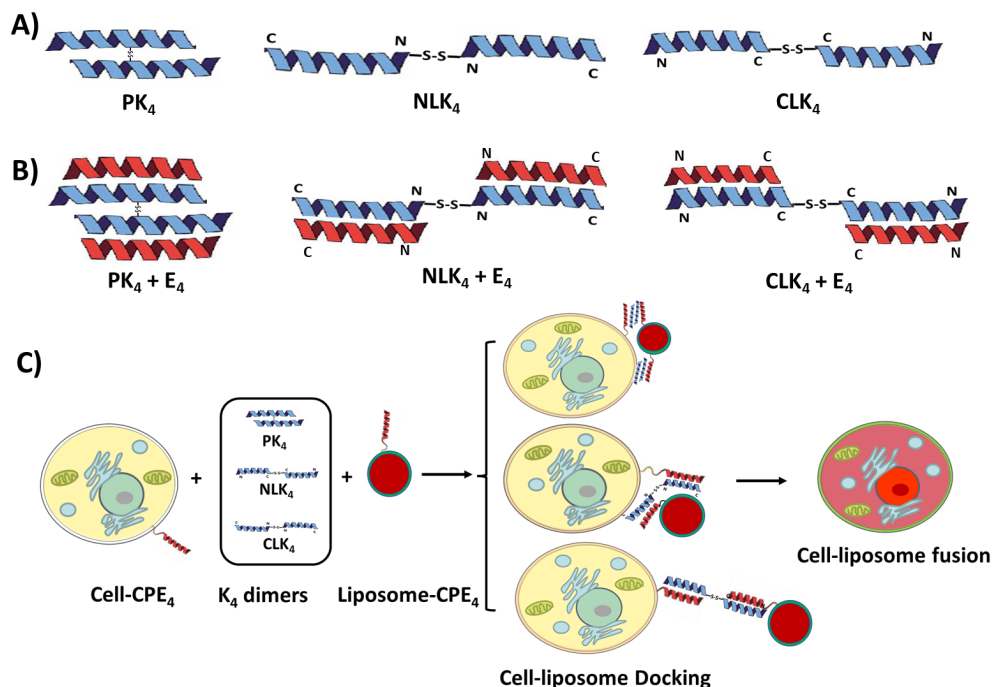 A)
-S-S-
C N -S-S- N C
N C -S-S- C N
PK₄ NLK₄ CLK₄
B)
-S-S-
N C
C N -S-S- N C
C N
N C
N C -S-S- C N
C N
PK₄ + E₄ NLK₄ + E₄ CLK₄ + E₄
C)
PK₄
+ NLK₄ +
CLK₄
Cell-CPE₄ K₄ dimers Liposome-CPE₄
Cell-liposome Docking
Cell-liposome fusion